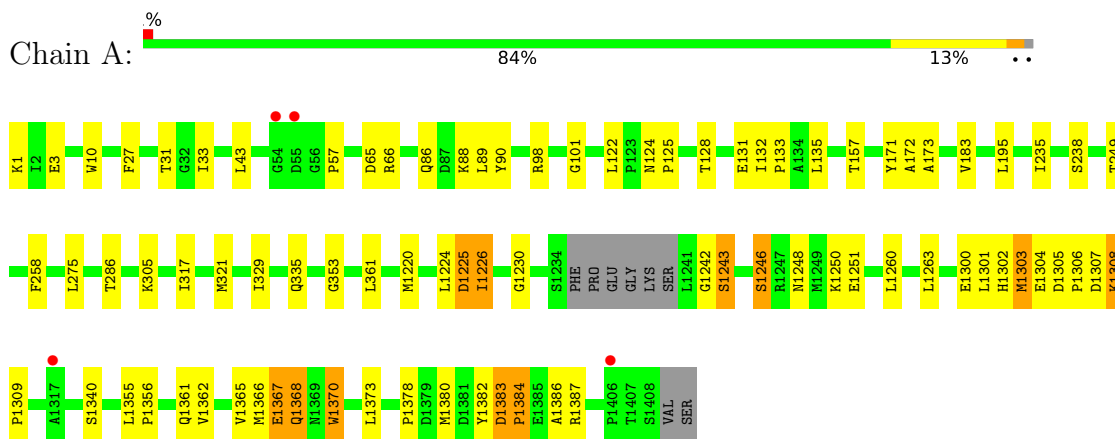 .%
Chain A:
84% 13% . .
K1 I2 E3 W10 F27 T31 G32 I33 L43 G54 D55 G56 P57 D65 R66 Q86 D87 K88 L89 Y90 R98 G101 L122 P123 N124 P125 T128 E131 I132 P133 A134 L135 T157 Y171 A172 A173 V183 L195 I235 S238 T249
F258 L275 T286 K305 I317 M321 I329 Q335 G353 L361 M1220 L1224 D1225 I1226 G1230 S1234 PHE PRO GLU GLY LYS SER L1241 G1242 S1243 S1246 R1247 N1248 M1249 K1250 E1251 L1260 L1263 E1300 L1301 H1302 M1303 E1304 D1305 P1306 D1307 K1308
P1309 A1317 S1340 L1355 P1356 Q1361 V1362 V1365 M1366 E1367 Q1368 N1369 W1370 L1373 P1378 D1379 M1380 D1381 Y1382 D1383 P1384 E1385 A1386 R1387 P1406 T1407 S1408 VAL SER